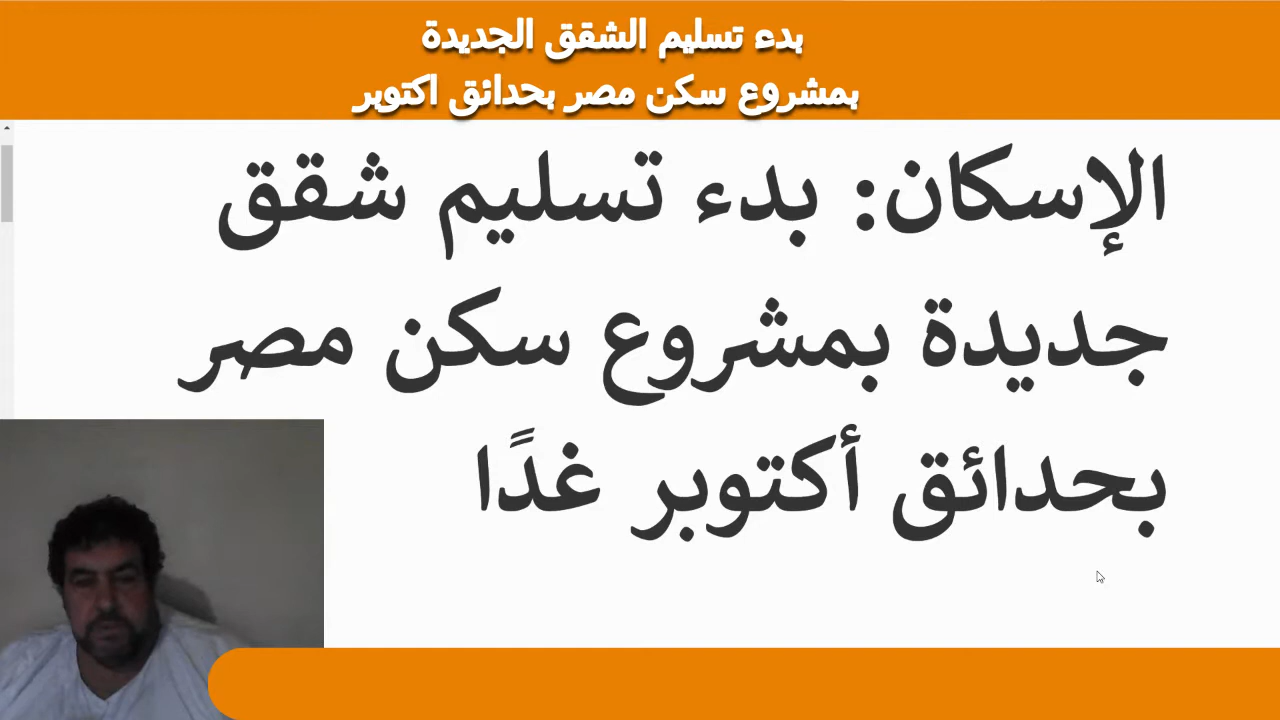 بدء تسليم الشقق الجديدة
بمشروع سكن مصر بحدائق اكتوبر
الإسكان: بدء تسليم شقق
جديدة بمشروع سكن مصر
بحدائق أكتوبر غدًا